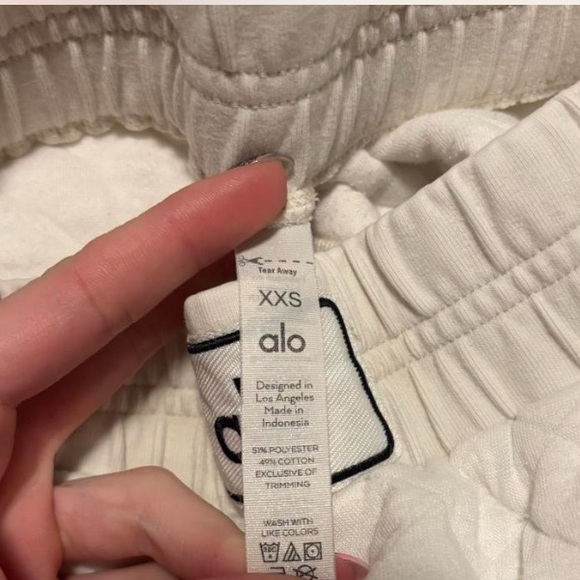 Tear Away
XXS
alo
Designed in
Los Angeles
Made in
Indonesia
51% POLYESTER
49% COTTON
EXCLUSIVE OF
TRIMMING
WASH WITH
LIKE COLORS